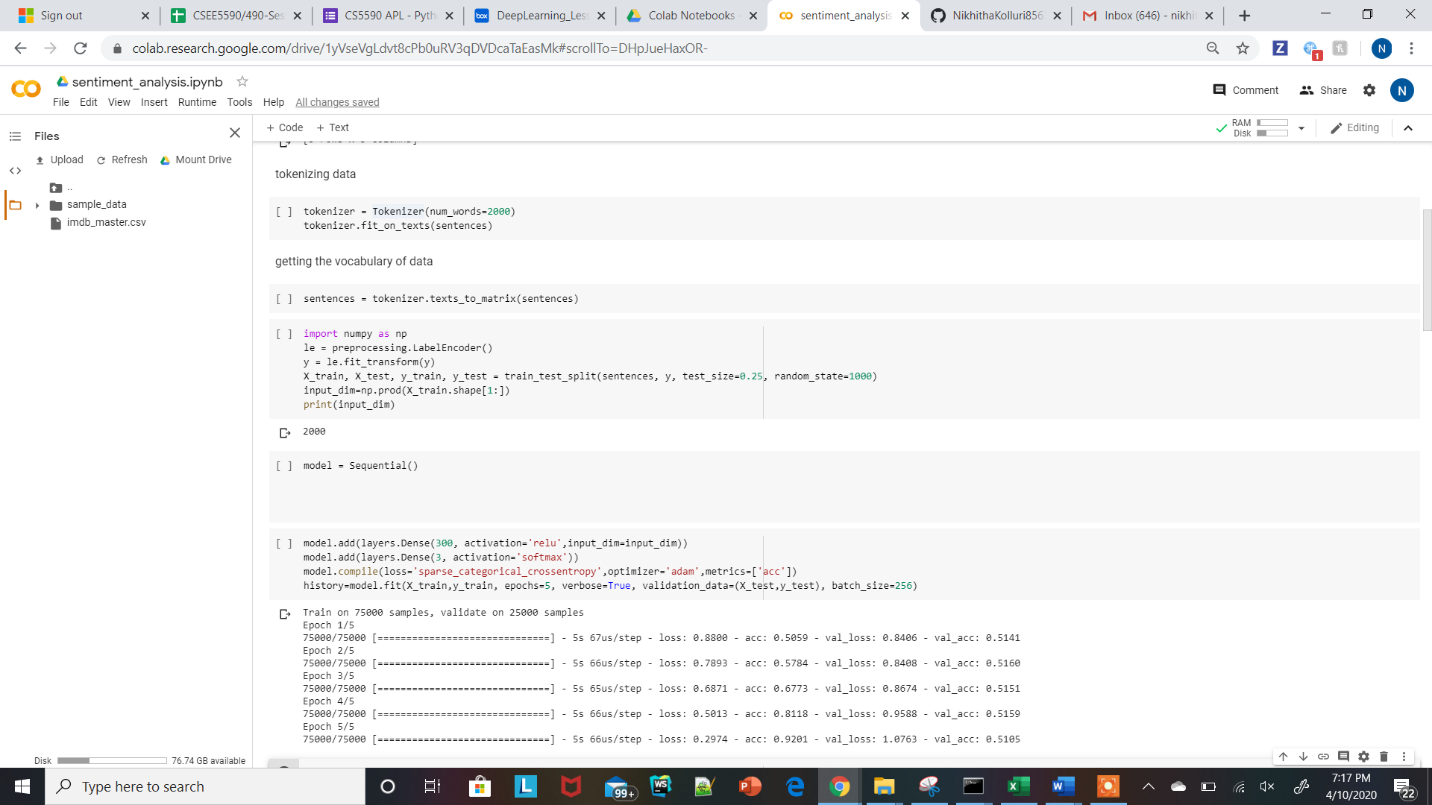 Sign out
CSEE5590/490-Ses
CS5590 APL - Pyth
DeepLearning_Les
Colab Notebooks
sentiment_analysis
NikhithaKolluri856
Inbox (646) - nikhi
colab.research.google.com/drive/1yVseVgLdvt8cPb0uRV3qDVDcaTaEasMk#scrollTo=DHpJueHaxOR-
Z
1
N
sentiment_analysis.ipynb
File Edit View Insert Runtime Tools Help All changes saved
Comment
Share
N
Files
+ Code + Text
RAM
Disk
Editing
Upload Refresh Mount Drive
..
sample_data
imdb_master.csv
tokenizing data
[ ] tokenizer = Tokenizer(num_words=2000)
tokenizer.fit_on_texts(sentences)
getting the vocabulary of data
[ ] sentences = tokenizer.texts_to_matrix(sentences)
[ ] import numpy as np
le = preprocessing.LabelEncoder()
y = le.fit_transform(y)
X_train, X_test, y_train, y_test = train_test_split(sentences, y, test_size=0.25, random_state=1000)
input_dim=np.prod(X_train.shape[1:])
print(input_dim)
2000
[ ] model = Sequential()
[ ] model.add(layers.Dense(300, activation='relu',input_dim=input_dim))
model.add(layers.Dense(3, activation='softmax'))
model.compile(loss='sparse_categorical_crossentropy',optimizer='adam',metrics=['acc'])
history=model.fit(X_train,y_train, epochs=5, verbose=True, validation_data=(X_test,y_test), batch_size=256)
Train on 75000 samples, validate on 25000 samples
Epoch 1/5
75000/75000 [==============================] - 5s 67us/step - loss: 0.8800 - acc: 0.5059 - val_loss: 0.8406 - val_acc: 0.5141
Epoch 2/5
75000/75000 [==============================] - 5s 66us/step - loss: 0.7893 - acc: 0.5784 - val_loss: 0.8408 - val_acc: 0.5160
Epoch 3/5
75000/75000 [==============================] - 5s 65us/step - loss: 0.6871 - acc: 0.6773 - val_loss: 0.8674 - val_acc: 0.5151
Epoch 4/5
75000/75000 [==============================] - 5s 66us/step - loss: 0.5013 - acc: 0.8118 - val_loss: 0.9588 - val_acc: 0.5159
Epoch 5/5
75000/75000 [==============================] - 5s 66us/step - loss: 0.2974 - acc: 0.9201 - val_loss: 1.0763 - val_acc: 0.5105
Disk 76.74 GB available
Type here to search
99+
7:17 PM
4/10/2020
22